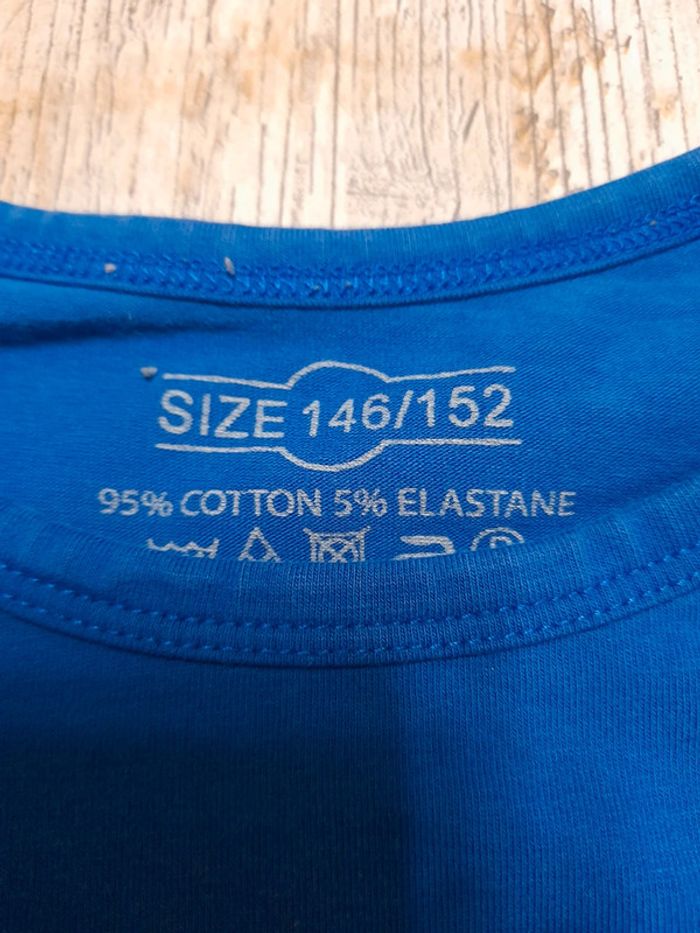 SIZE 146/152
95% COTTON 5% ELASTANE